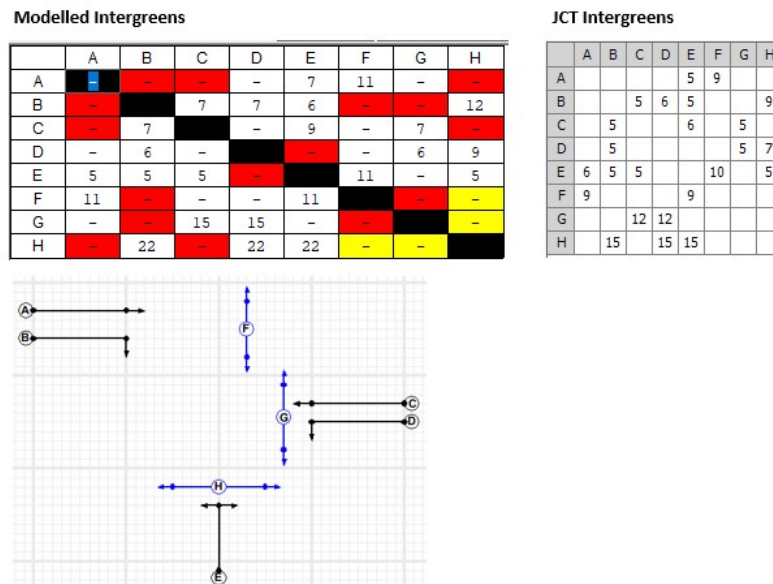 Modelled Intergreens JCT Intergreens
A B C D E F G H
A – – – – 7 11 – –
B – 7 7 6 – – 12
C – 7 – 9 – 7 –
D – 6 – – – 6 9
E 5 5 5 – 11 – 5
F 11 – – – 11 – –
G – – 15 15 – – –
H – 22 – 22 22 – –
A B C D E F G H
A 5 9
B 5 6 5 9
C 5 6 5
D 5 5 7
E 6 5 5 10 5
F 9 9
G 12 12
H 15 15 15
A
F
B
C
G
D
H
E